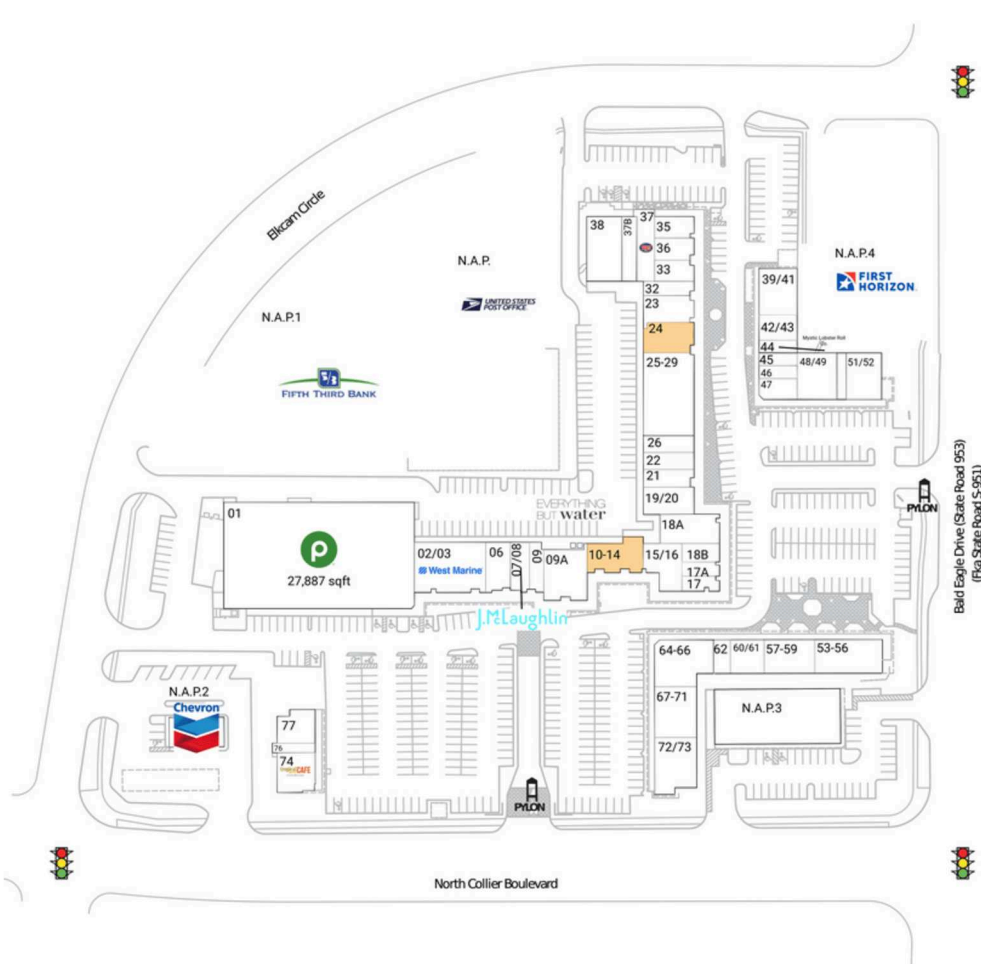 Elkcam Circle
N.A.P.
UNITED STATES
POST OFFICE
N.A.P.1
FIFTH THIRD BANK
38
37B
37
35
36
33
32
23
24
25-29
26
22
21
19/20
18A
N.A.P.4
FIRST
HORIZON
39/41
42/43
44
Mystic Lobster Roll
45
46
47
48/49
51/52
PYLON
Bald Eagle Drive (State Road 953)
(Fka State Road S-951)
EVERYTHING
BUT water
01
27,887 sqft
02/03
West Marine
06
07/08
09
09A
10-14
15/16
18B
17A
17
J.McLaughlin
64-66
62
60/61
57-59
53-56
67-71
72/73
N.A.P.3
N.A.P.2
Chevron
77
76
74
CAFE
PYLON
North Collier Boulevard